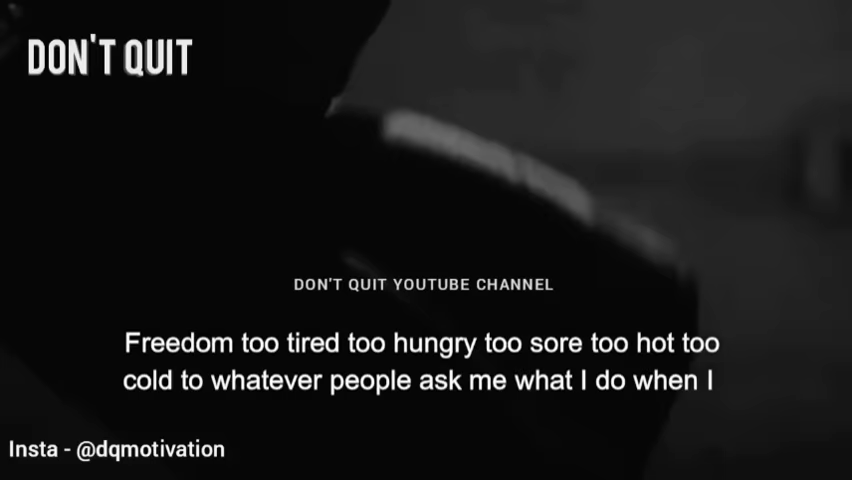 DON'T QUIT
DON'T QUIT YOUTUBE CHANNEL
Freedom too tired too hungry too sore too hot too
cold to whatever people ask me what I do when I
Insta - @dqmotivation